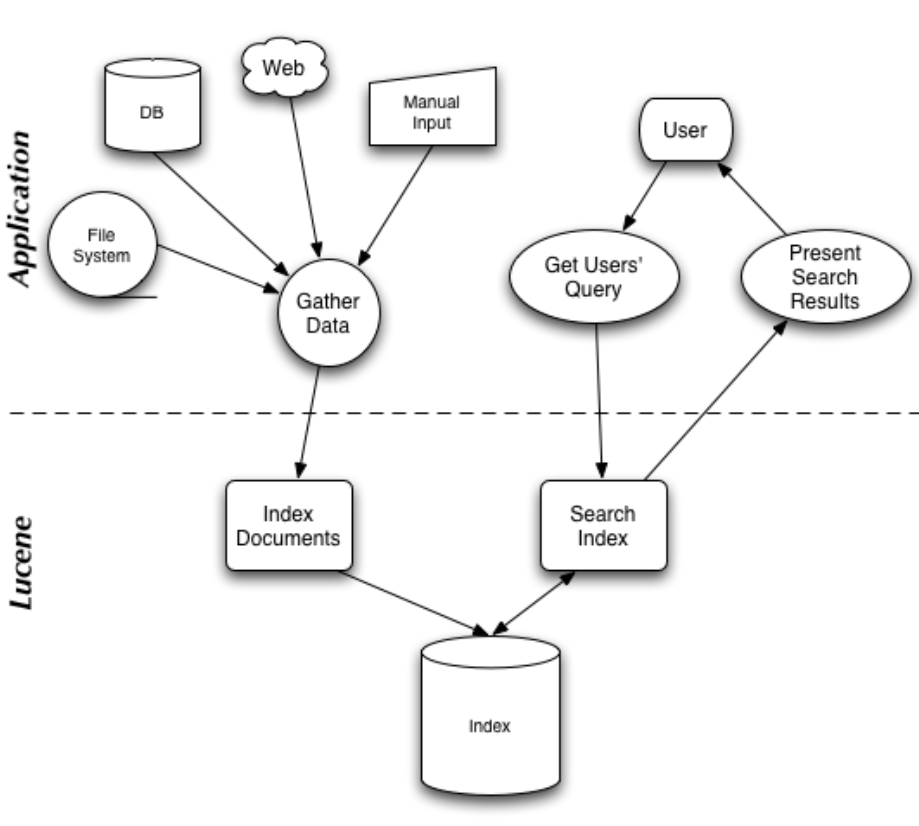 Application
DB
Web
Manual
Input
File
System
Gather
Data
User
Get Users'
Query
Present
Search
Results
Lucene
Index
Documents
Search
Index
Index